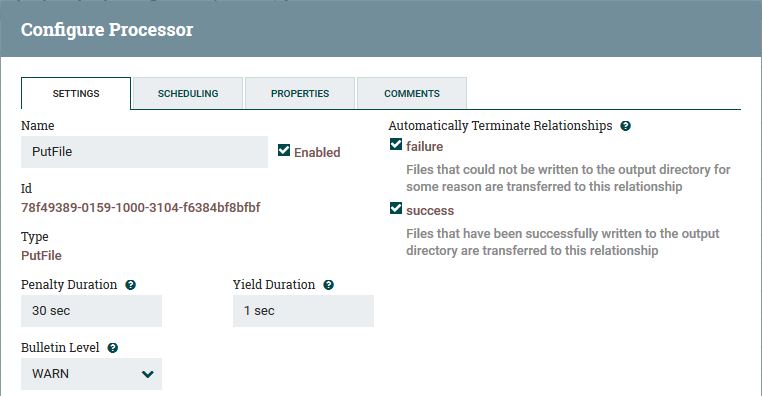 Configure Processor
SETTINGS
SCHEDULING
PROPERTIES
COMMENTS
Name
PutFile
Enabled
Id
78f49389-0159-1000-3104-f6384bf8bfbf
Type
PutFile
Penalty Duration ?
Yield Duration ?
30 sec
1 sec
Bulletin Level ?
WARN
Automatically Terminate Relationships ?
failure
Files that could not be written to the output directory for
some reason are transferred to this relationship
success
Files that have been successfully written to the output
directory are transferred to this relationship